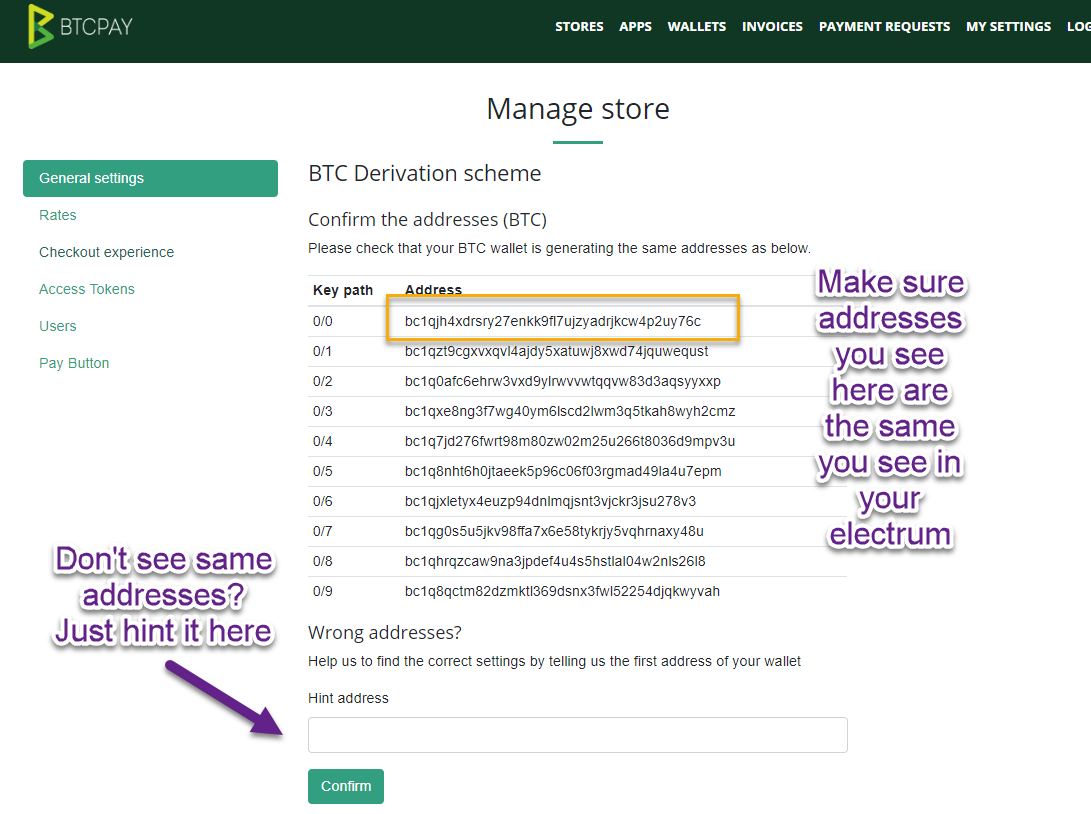 BTCPAY
STORES APPS WALLETS INVOICES PAYMENT REQUESTS MY SETTINGS LOG
Manage store
General settings
Rates
Checkout experience
Access Tokens
Users
Pay Button
BTC Derivation scheme
Confirm the addresses (BTC)
Please check that your BTC wallet is generating the same addresses as below.
Key path Address
0/0 bc1qjh4xdrsry27enkk9fl7ujzyadrjkcw4p2uy76c
0/1 bc1qzt9cgxvxqvl4ajdy5xatuwj8xwd74jquwequst
0/2 bc1q0afc6ehrw3vxd9ylrwvvwtqqvw83d3aqsyyxxp
0/3 bc1qxe8ng3f7wg40ym6lscd2lwm3q5tkah8wyh2cmz
0/4 bc1q7jd276fwrt98m80zw02m25u266t8036d9mpv3u
0/5 bc1q8nht6h0jtaeek5p96c06f03rgmad49la4u7epm
0/6 bc1qjxletyx4euzp94dnlmqjsnt3vjckr3jsu278v3
0/7 bc1qg0s5u5jkv98ffa7x6e58tykrjy5vqhrnaxy48u
0/8 bc1qhrqzcaw9na3jpdef4u4s5hstlal04w2nls26l8
0/9 bc1q8qctm82dzmktl369dsnx3fwl52254djqkwyvah
Make sure
addresses
you see
here are
the same
you see in
your
electrum
Don't see same
addresses?
Just hint it here
Wrong addresses?
Help us to find the correct settings by telling us the first address of your wallet
Hint address
Confirm